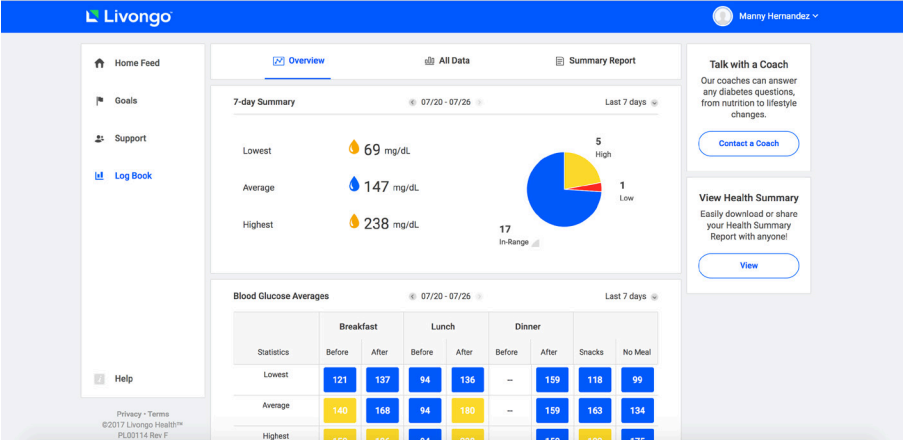 Livongo
Manny Hernandez
Home Feed
Goals
Support
Log Book
Help
Privacy • Terms
©2017 Livongo Health℠
PL00114 Rev F
Overview
All Data
Summary Report
7-day Summary
07/20 - 07/26
Last 7 days
Lowest
69 mg/dL
Average
147 mg/dL
Highest
238 mg/dL
5
High
1
Low
17
In-Range
Blood Glucose Averages
07/20 - 07/26
Last 7 days
Breakfast Lunch Dinner
Statistics Before After Before After Before After Snacks No Meal
Lowest 121 137 94 136 -- 159 118 99
Average 140 168 94 180 -- 159 163 134
Highest
Talk with a Coach
Our coaches can answer
any diabetes questions,
from nutrition to lifestyle
changes.
Contact a Coach
View Health Summary
Easily download or share
your Health Summary
Report with anyone!
View